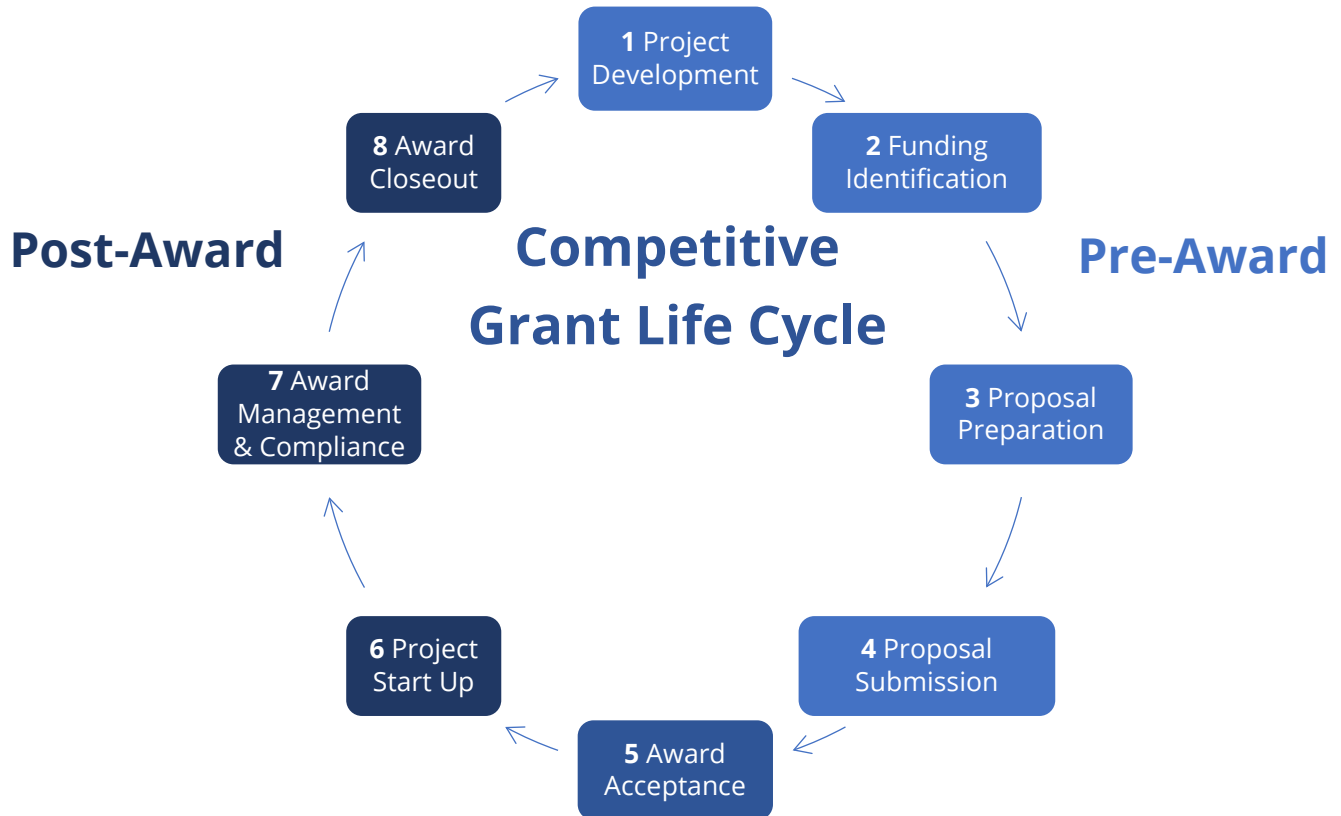 1 Project
Development
2 Funding
Identification
3 Proposal
Preparation
4 Proposal
Submission
5 Award
Acceptance
6 Project
Start Up
7 Award
Management
& Compliance
8 Award
Closeout
Post-Award
Competitive
Grant Life Cycle
Pre-Award